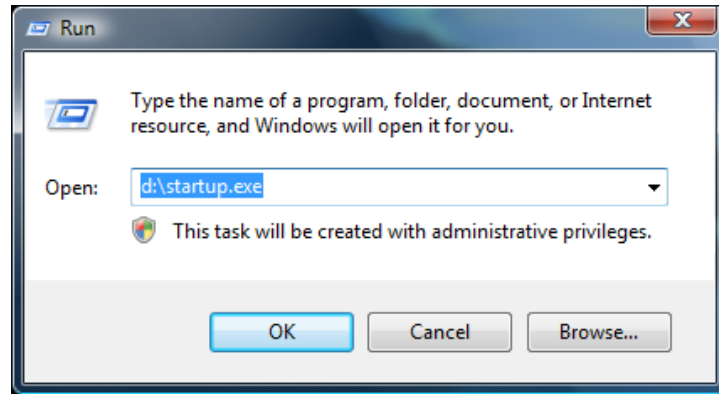 Run
Type the name of a program, folder, document, or Internet
resource, and Windows will open it for you.
Open: d:\startup.exe
This task will be created with administrative privileges.
OK Cancel Browse...